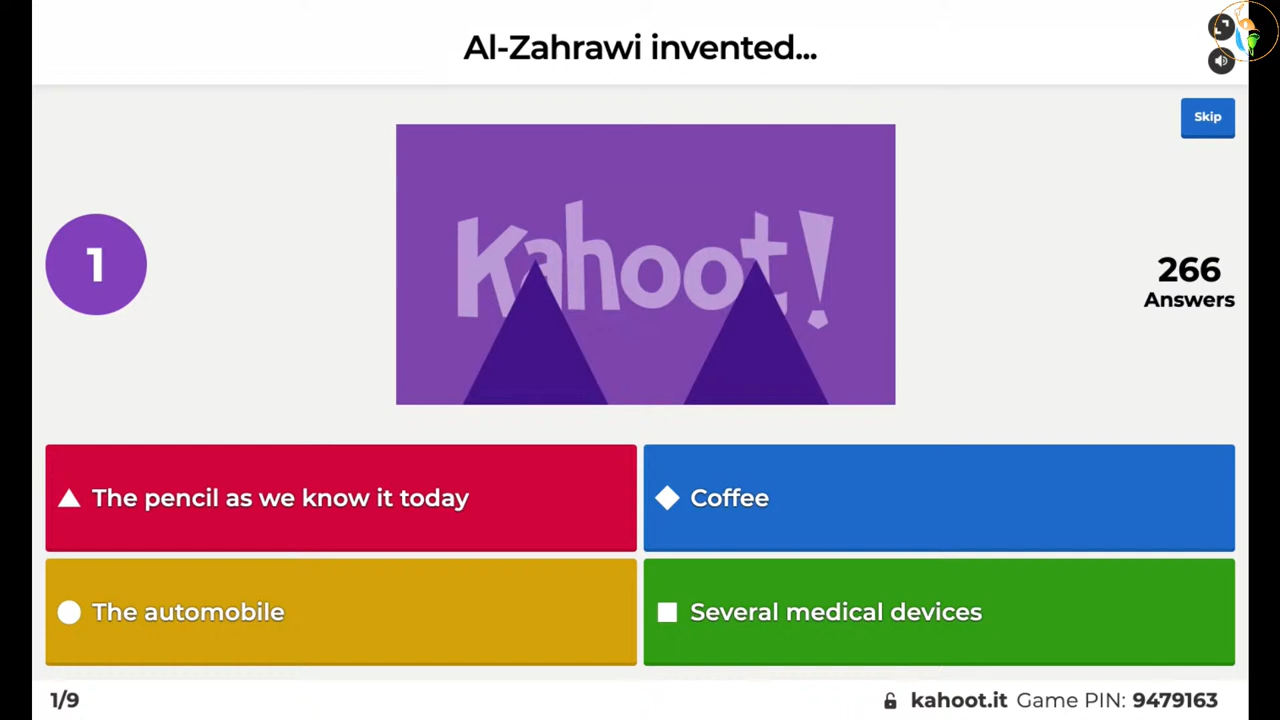 Al-Zahrawi invented...
Skip
Kahoot!
1
266
Answers
The pencil as we know it today
Coffee
The automobile
Several medical devices
1/9
kahoot.it Game PIN: 9479163